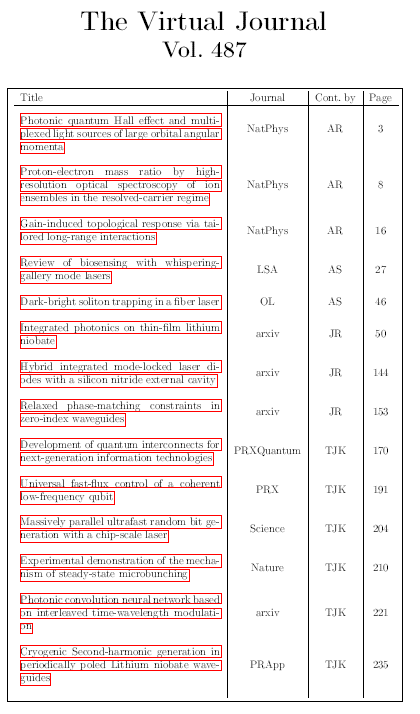 The Virtual Journal
Vol. 487
Title Journal Cont. by Page
Photonic quantum Hall effect and multi-
plexed light sources of large orbital angular NatPhys AR 3
momenta
Proton-electron mass ratio by high-
resolution optical spectroscopy of ion NatPhys AR 8
ensembles in the resolved-carrier regime
Gain-induced topological response via tai- NatPhys AR 16
lored long-range interactions
Review of biosensing with whispering- LSA AS 27
gallery mode lasers
Dark-bright soliton trapping in a fiber laser OL AS 46
Integrated photonics on thin-film lithium arxiv JR 50
niobate
Hybrid integrated mode-locked laser di- arxiv JR 144
odes with a silicon nitride external cavity
Relaxed phase-matching constraints in arxiv JR 153
zero-index waveguides
Development of quantum interconnects for PRXQuantum TJK 170
next-generation information technologies
Universal fast-flux control of a coherent PRX TJK 191
low-frequency qubit
Massively parallel ultrafast random bit ge- Science TJK 204
neration with a chip-scale laser
Experimental demonstration of the mecha- Nature TJK 210
nism of steady-state microbunching
Photonic convolution neural network based
on interleaved time-wavelength modulati- arxiv TJK 221
on
Cryogenic Second-harmonic generation in
periodically poled Lithium niobate wave- PRApp TJK 235
guides